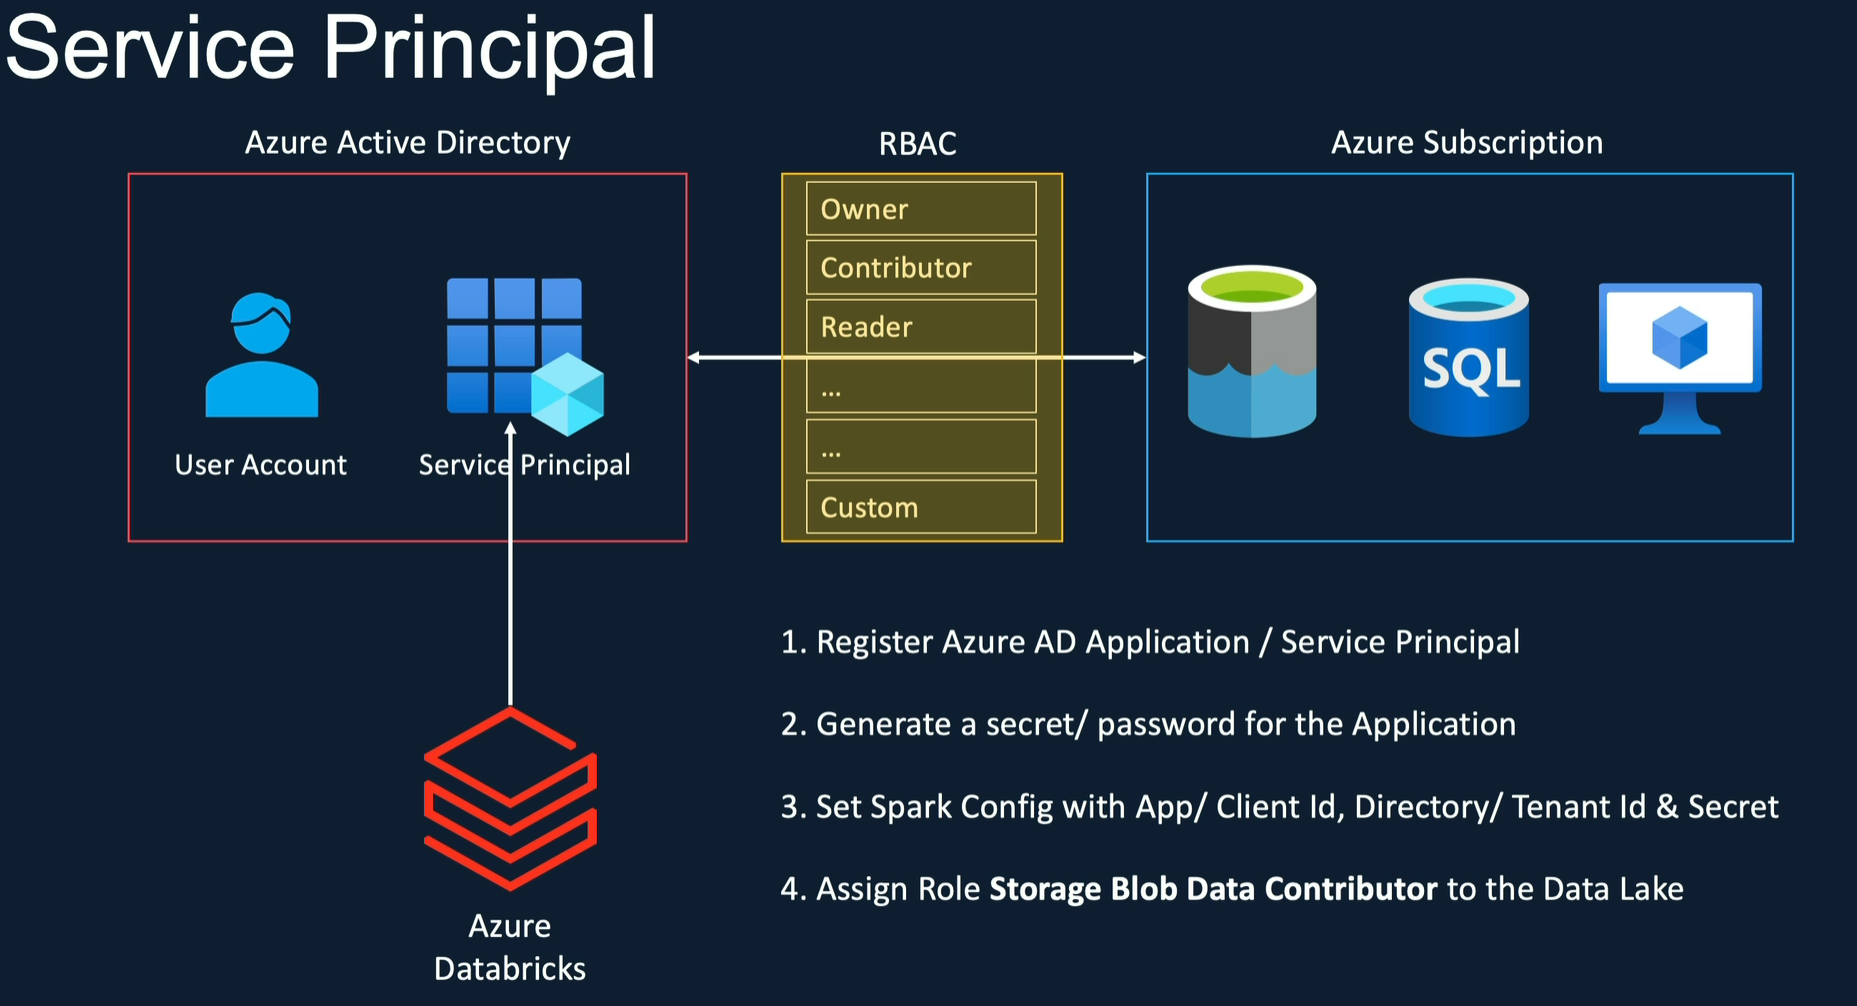 Service Principal
Azure Active Directory
RBAC
Azure Subscription
Owner
Contributor
Reader
...
...
Custom
User Account
Service Principal
SQL
1. Register Azure AD Application / Service Principal
2. Generate a secret/ password for the Application
3. Set Spark Config with App/ Client Id, Directory/ Tenant Id & Secret
4. Assign Role Storage Blob Data Contributor to the Data Lake
Azure
Databricks